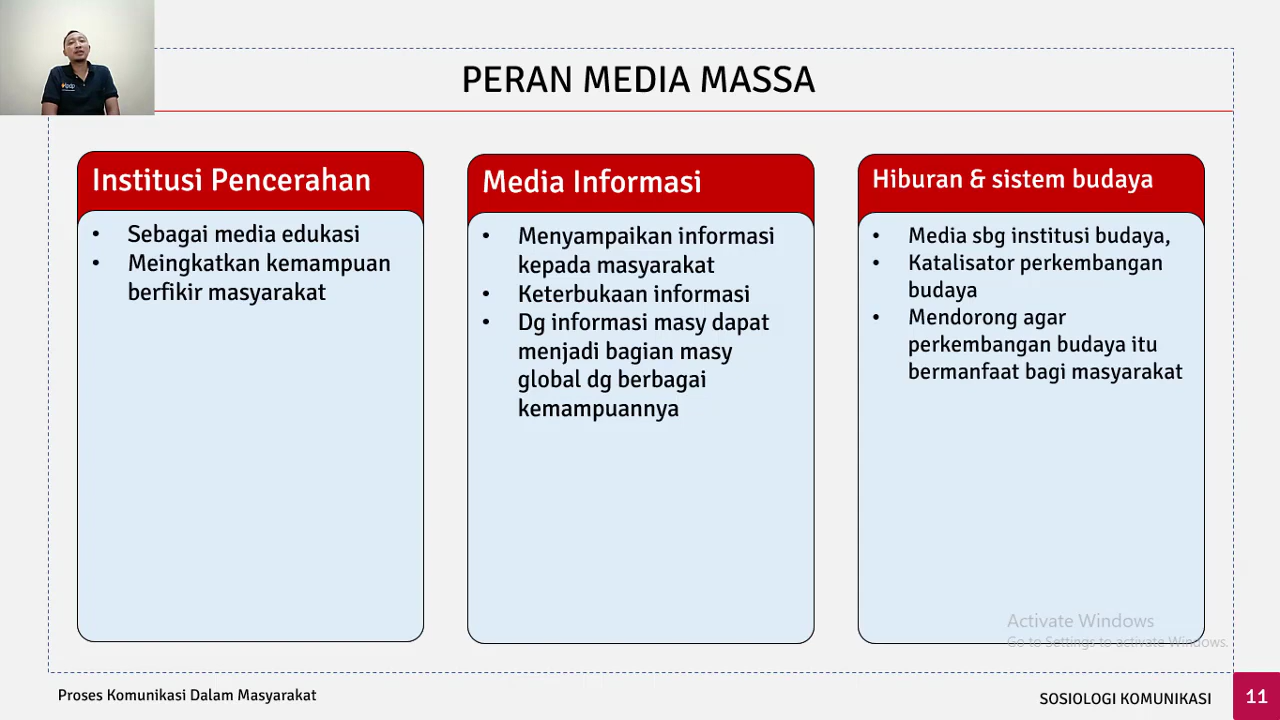 PERAN MEDIA MASSA
Institusi Pencerahan
• Sebagai media edukasi
• Meingkatkan kemampuan
berfikir masyarakat
Media Informasi
• Menyampaikan informasi
kepada masyarakat
• Keterbukaan informasi
• Dg informasi masy dapat
menjadi bagian masy
global dg berbagai
kemampuannya
Hiburan & sistem budaya
• Media sbg institusi budaya,
• Katalisator perkembangan
budaya
• Mendorong agar
perkembangan budaya itu
bermanfaat bagi masyarakat
Activate Windows
Go to Settings to activate Windows.
Proses Komunikasi Dalam Masyarakat
SOSIOLOGI KOMUNIKASI
11